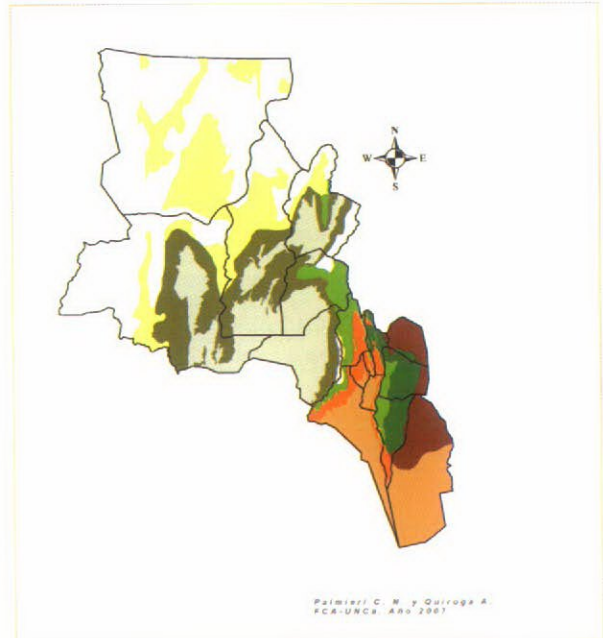 N
W E
S
Palmieri C. N. y Quiroga A.
FCA-UNCa. Año 2001